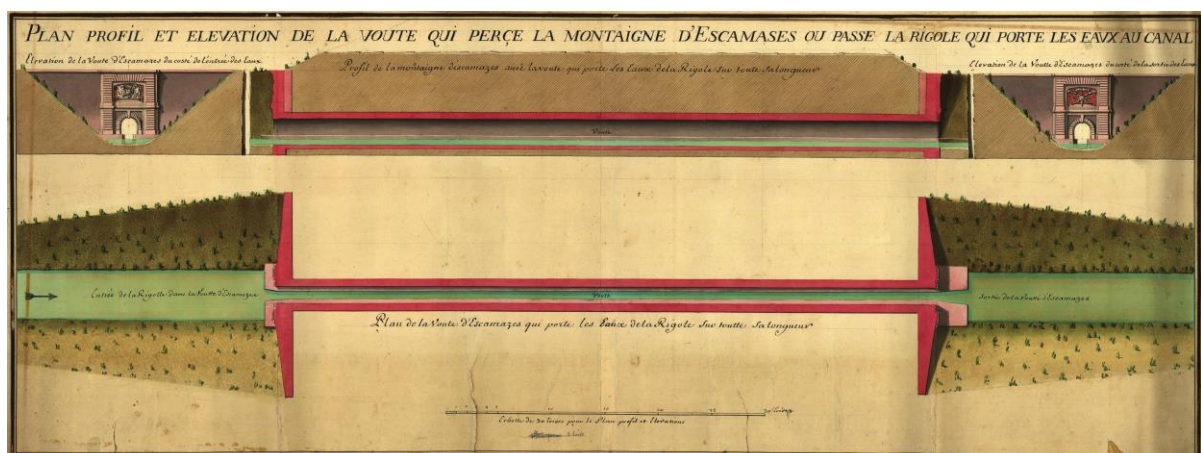 PLAN PROFIL ET ELEVATION DE LA VOUTE QUI PERÇE LA MONTAIGNE D'ESCAMASES OU PASSE LA RIGOLE QUI PORTE LES EAUX AU CANAL
Elevation de la Voute d'Escamazes du costé de l'entrée des Eaux
Profil de la montaigne d'escamazes avec la voute qui porte les Eaux de la Rigole sur toute sa longueur
Elevation de la Voutte d'Escamazes du costé de la sortie des Eaux
Voute
Entrée de la Rigolle dans la Voutte d'Escamazes
Voute
Sortie de la Voute d'Escamazes
Plan de la Voute d'Escamazes qui porte les Eaux de la Rigole sur toutte sa longueur
Echelle de 30 toises pour le Plan profil et Elevations